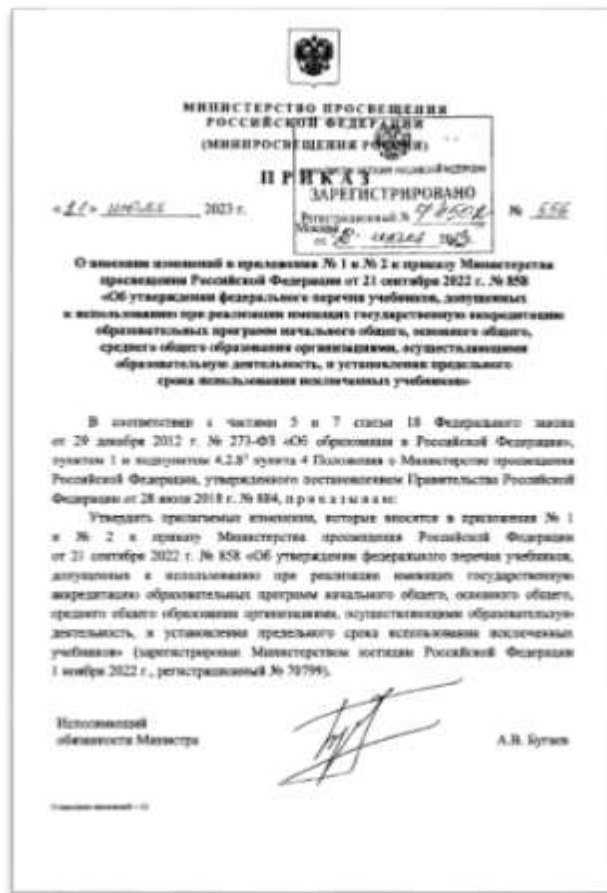 МИНИСТЕРСТВО ПРОСВЕЩЕНИЯ
РОССИЙСКОЙ ФЕДЕРАЦИИ
(МИНПРОСВЕЩЕНИЯ РОССИИ)
ПРИКАЗ
ЗАРЕГИСТРИРОВАНО
Регистрационный №
«21» июля 2023 г.
Москва
№ 556
О внесении изменений в приложения № 1 и № 2 к приказу Министерства
просвещения Российской Федерации от 21 сентября 2022 г. № 858
«Об утверждении федерального перечня учебников, допущенных
к использованию при реализации имеющих государственную аккредитацию
образовательных программ начального общего, основного общего,
среднего общего образования организациями, осуществляющими
образовательную деятельность, и установления предельного
срока использования исключенных учебников»
В соответствии с частями 5 и 7 статьи 18 Федерального закона
от 29 декабря 2012 г. № 273-ФЗ «Об образовании в Российской Федерации»,
пунктом 1 и подпунктом 4.2.8¹ пункта 4 Положения о Министерстве просвещения
Российской Федерации, утвержденного постановлением Правительства Российской
Федерации от 28 июля 2018 г. № 884, приказываю:
Утвердить прилагаемые изменения, которые вносятся в приложения № 1
и № 2 к приказу Министерства просвещения Российской Федерации
от 21 сентября 2022 г. № 858 «Об утверждении федерального перечня учебников,
допущенных к использованию при реализации имеющих государственную
аккредитацию образовательных программ начального общего, основного общего,
среднего общего образования организациями, осуществляющими образовательную
деятельность, и установления предельного срока использования исключенных
учебников» (зарегистрирован Министерством юстиции Российской Федерации
1 ноября 2022 г., регистрационный № 70799).
Исполняющий
обязанности Министра
А.В. Бугаев